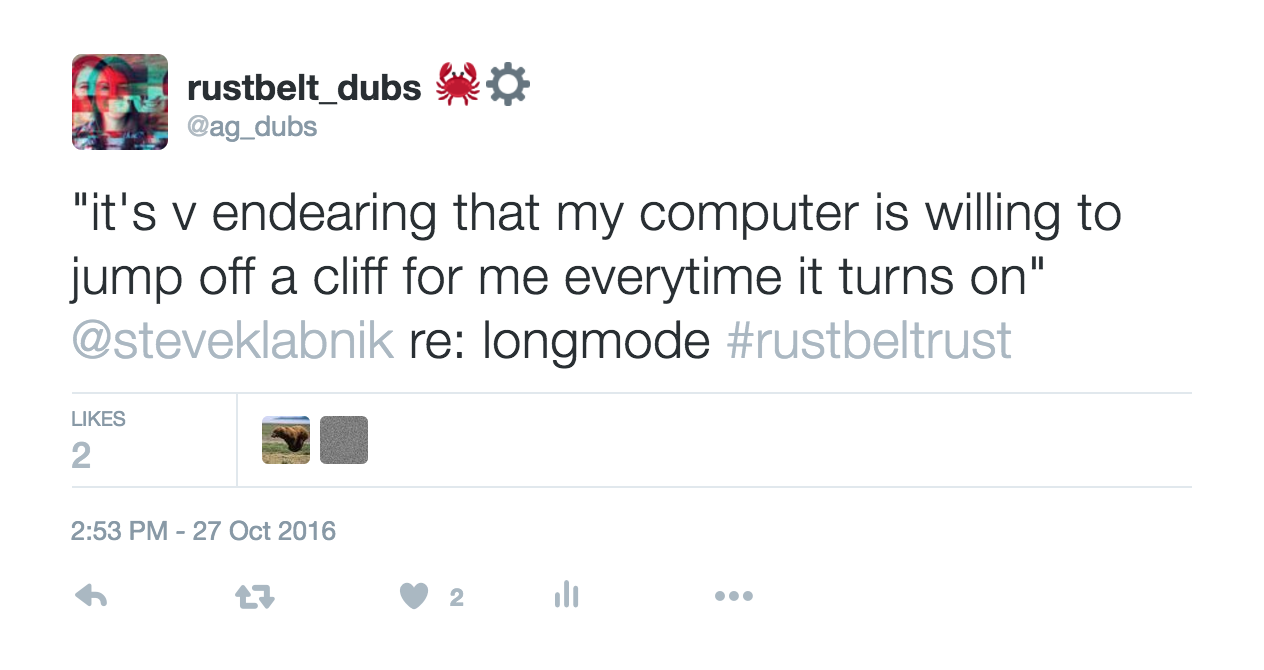 rustbelt_dubs 🦀⚙
@ag_dubs
"it's v endearing that my computer is willing to
jump off a cliff for me everytime it turns on"
@steveklabnik re: longmode #rustbeltrust
LIKES
2
2:53 PM - 27 Oct 2016
2